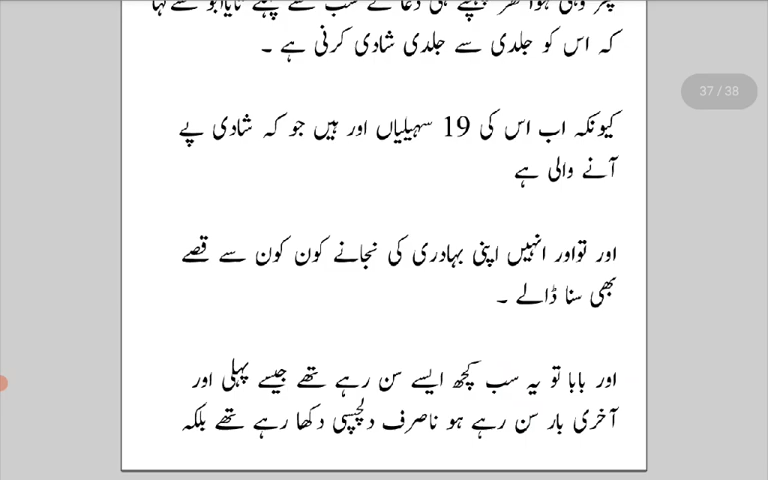 کہ اس کو جلدی سے جلدی شادی کرنی ہے ۔
37 / 38
کیونکہ اب اس کی 19 سہیلیاں اور ہیں جو کہ شادی پے
آنے والی ہے
اور تواور انہیں اپنی بہادری کی نجانے کون کون سے قصے
بھی سنا ڈالے ۔
اور بابا تو یہ سب کچھ ایسے سن رہے تھے جیسے پہلی اور
آخری بار سن رہے ہو ناصرف دلچسپی دکھا رہے تھے بلکہ